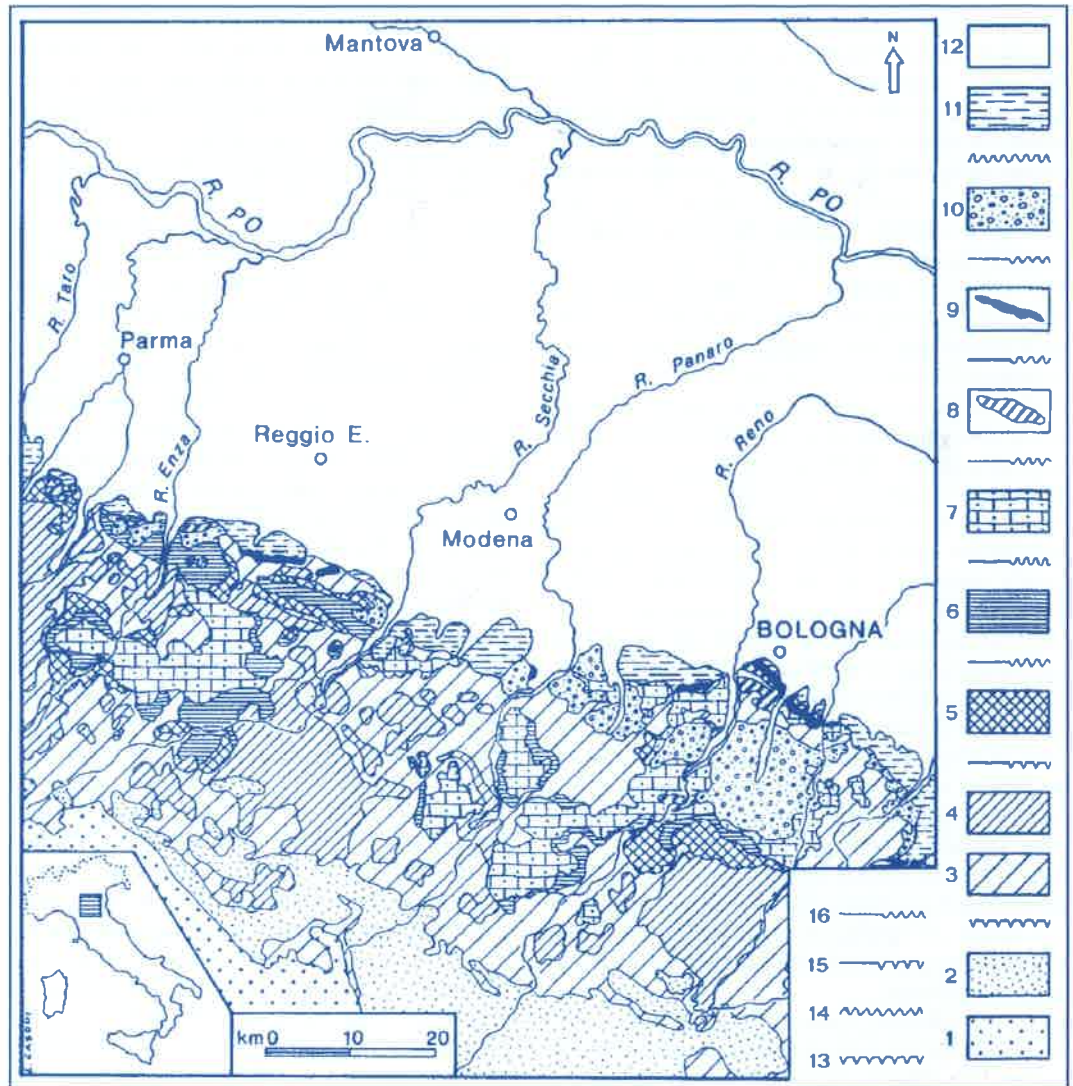 Mantova
N
R. PO
R. PO
R. Taro
Parma
R. Enza
Reggio E.
R. Secchia
Modena
R. Panaro
R. Reno
BOLOGNA
km 0 10 20
12
11
10
9
8
7
6
5
4
3
2
1
16
15
14
13